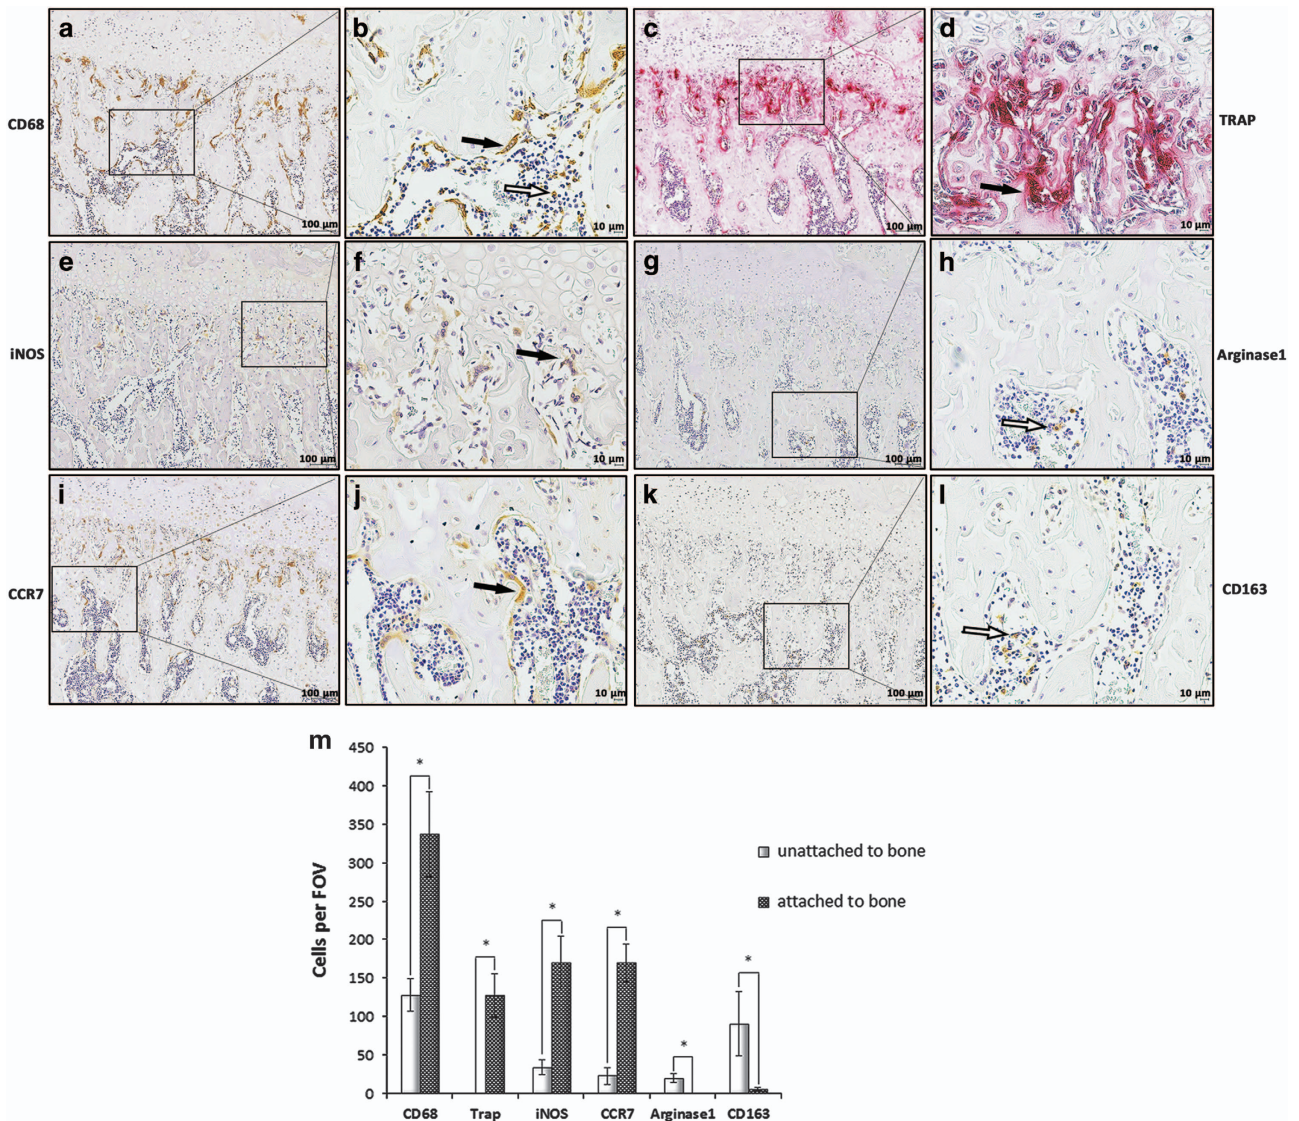 a b c d
CD68 TRAP
100 µm 10 µm 100 µm 10 µm
e f g h
iNOS Arginase1
100 µm 10 µm 100 µm 10 µm
i j k l
CCR7 CD163
100 µm 10 µm 100 µm 10 µm
m
Cells per FOV
450
400
350
300
250
200
150
100
50
0
* * * * * *
unattached to bone
attached to bone
CD68 Trap iNOS CCR7 Arginase1 CD163